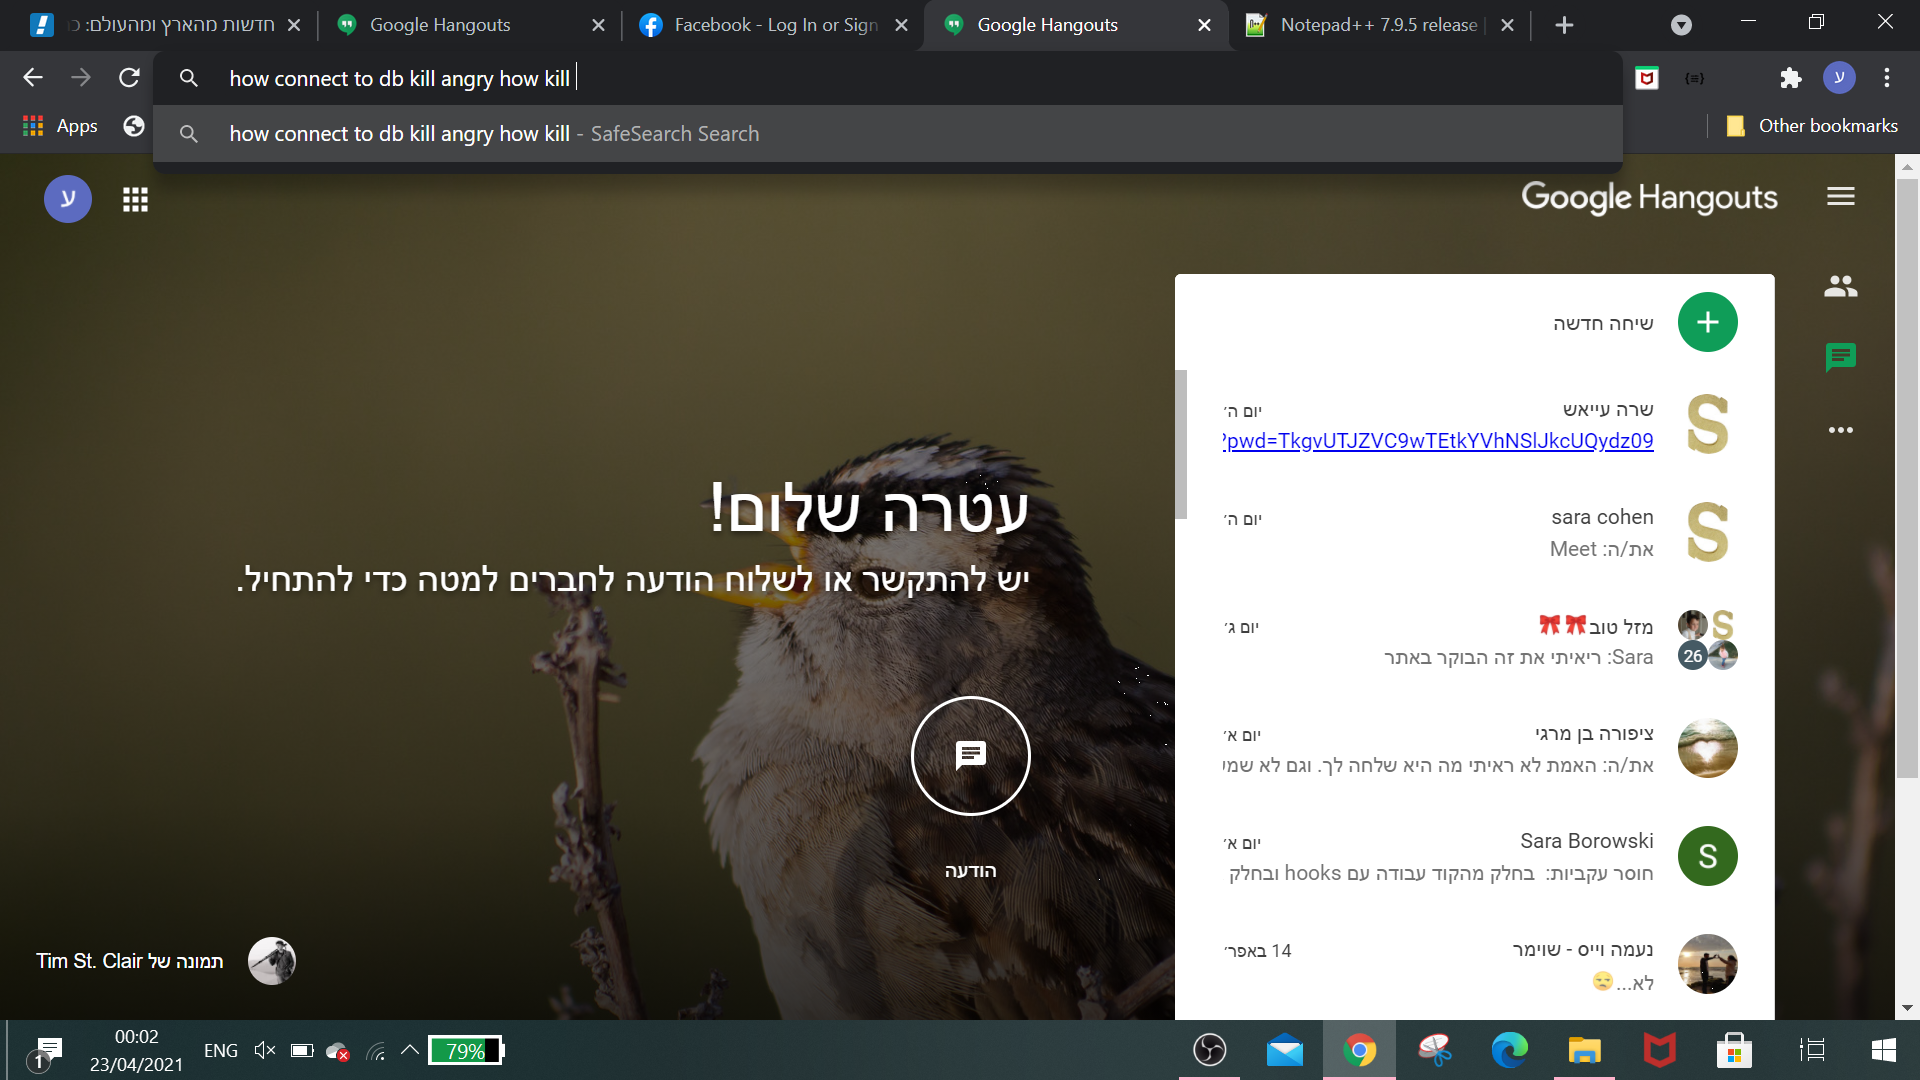 חדשות מהארץ ומהעולם: כ
Google Hangouts
Facebook - Log In or Sign
Google Hangouts
Notepad++ 7.9.5 release |
how connect to db kill angry how kill
how connect to db kill angry how kill - SafeSearch Search
Apps
Other bookmarks
ע
ע
Google Hangouts
שיחה חדשה
שרה עייאש
יום ה׳
?pwd=TkgvUTJZVC9wTEtkYVhNSlJkcUQydz09
sara cohen
יום ה׳
את/ה: Meet
מזל טוב🎀🎀
יום ג׳
26
Sara: ריאיתי את זה הבוקר באתר
ציפורה בן מרגי
יום א׳
את/ה: האמת לא ראיתי מה היא שלחה לך. וגם לא שמע
Sara Borowski
יום א׳
S
חוסר עקביות: בחלק מהקוד עבודה עם hooks ובחלק
נעמה וייס - שוימר
14 באפר׳
לא...😒
עטרה שלום!
יש להתקשר או לשלוח הודעה לחברים למטה כדי להתחיל.
הודעה
תמונה של Tim St. Clair
1
00:02
23/04/2021
ENG
79%